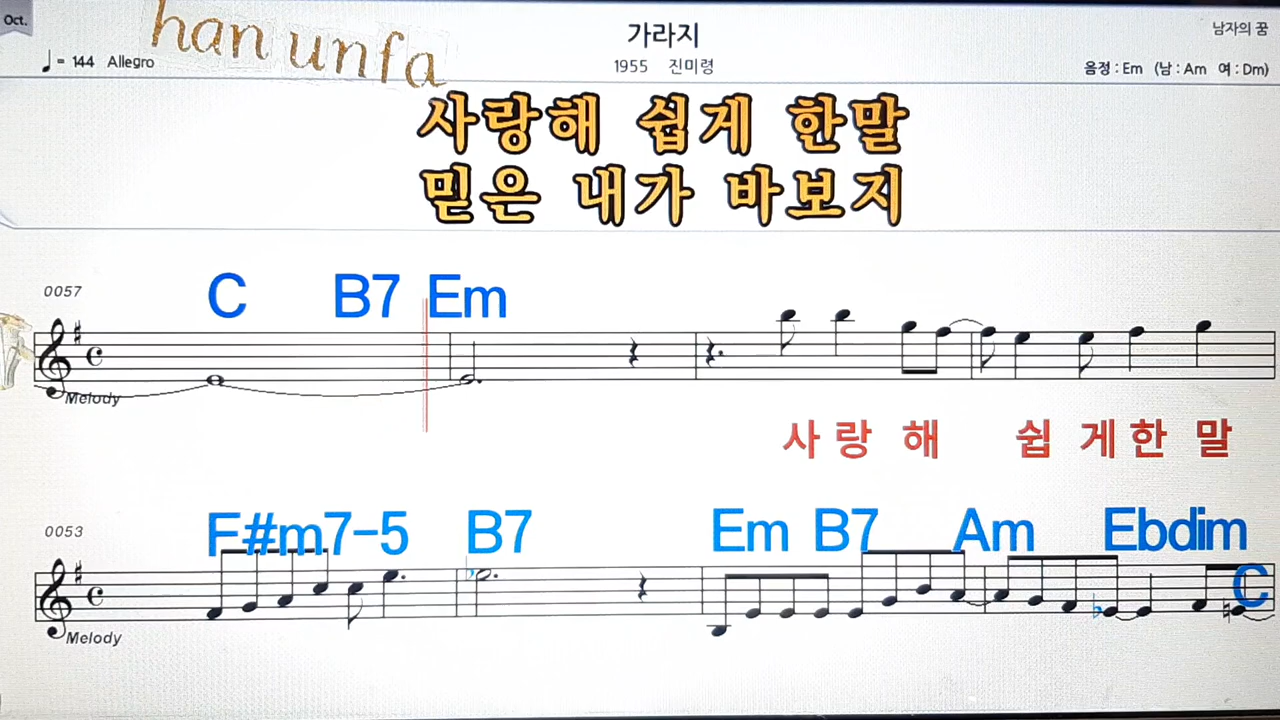 Oct.
han unfa
가라지
남자의 꿈
♩= 144 Allegro
1955 진미령
음정 : Em (남 : Am 여 : Dm)
사랑해 쉽게 한말
믿은 내가 바보지
0057
C B7 Em
Melody
사 랑 해 쉽 게 한 말
0053
F#m7-5 B7 Em B7 Am Ebdim
C
Melody